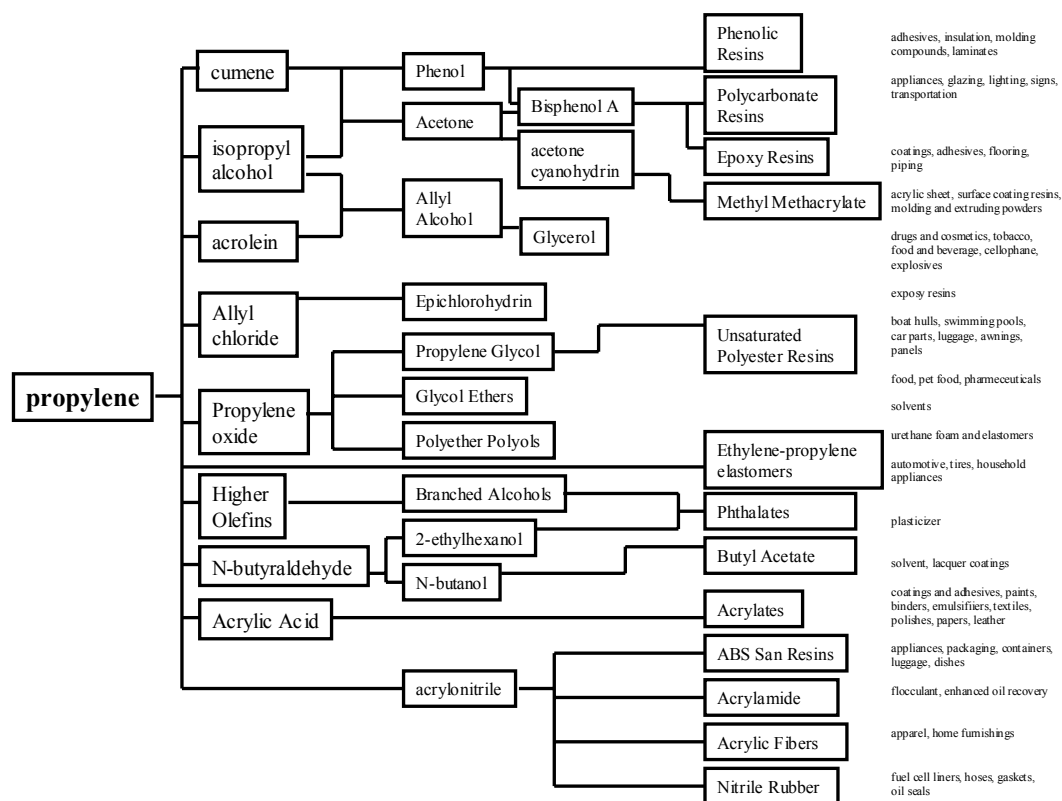 propylene
cumene
isopropyl
alcohol
acrolein
Allyl
chloride
Propylene
oxide
Higher
Olefins
N-butyraldehyde
Acrylic Acid
Phenol
Acetone
Allyl
Alcohol
Epichlorohydrin
Propylene Glycol
Glycol Ethers
Polyether Polyols
Branched Alcohols
2-ethylhexanol
N-butanol
acrylonitrile
Bisphenol A
acetone
cyanohydrin
Glycerol
Phenolic
Resins
Polycarbonate
Resins
Epoxy Resins
Methyl Methacrylate
Unsaturated
Polyester Resins
Ethylene-propylene
elastomers
Phthalates
Butyl Acetate
Acrylates
ABS San Resins
Acrylamide
Acrylic Fibers
Nitrile Rubber
adhesives, insulation, molding
compounds, laminates
appliances, glazing, lighting, signs,
transportation
coatings, adhesives, flooring,
piping
acrylic sheet, surface coating resins,
molding and extruding powders
drugs and cosmetics, tobacco,
food and beverage, cellophane,
explosives
exposy resins
boat hulls, swimming pools,
car parts, luggage, awnings,
panels
food, pet food, pharmeceuticals
solvents
urethane foam and elastomers
automotive, tires, household
appliances
plasticizer
solvent, lacquer coatings
coatings and adhesives, paints,
binders, emulsifiiers, textiles,
polishes, papers, leather
appliances, packaging, containers,
luggage, dishes
flocculant, enhanced oil recovery
apparel, home furnishings
fuel cell liners, hoses, gaskets,
oil seals